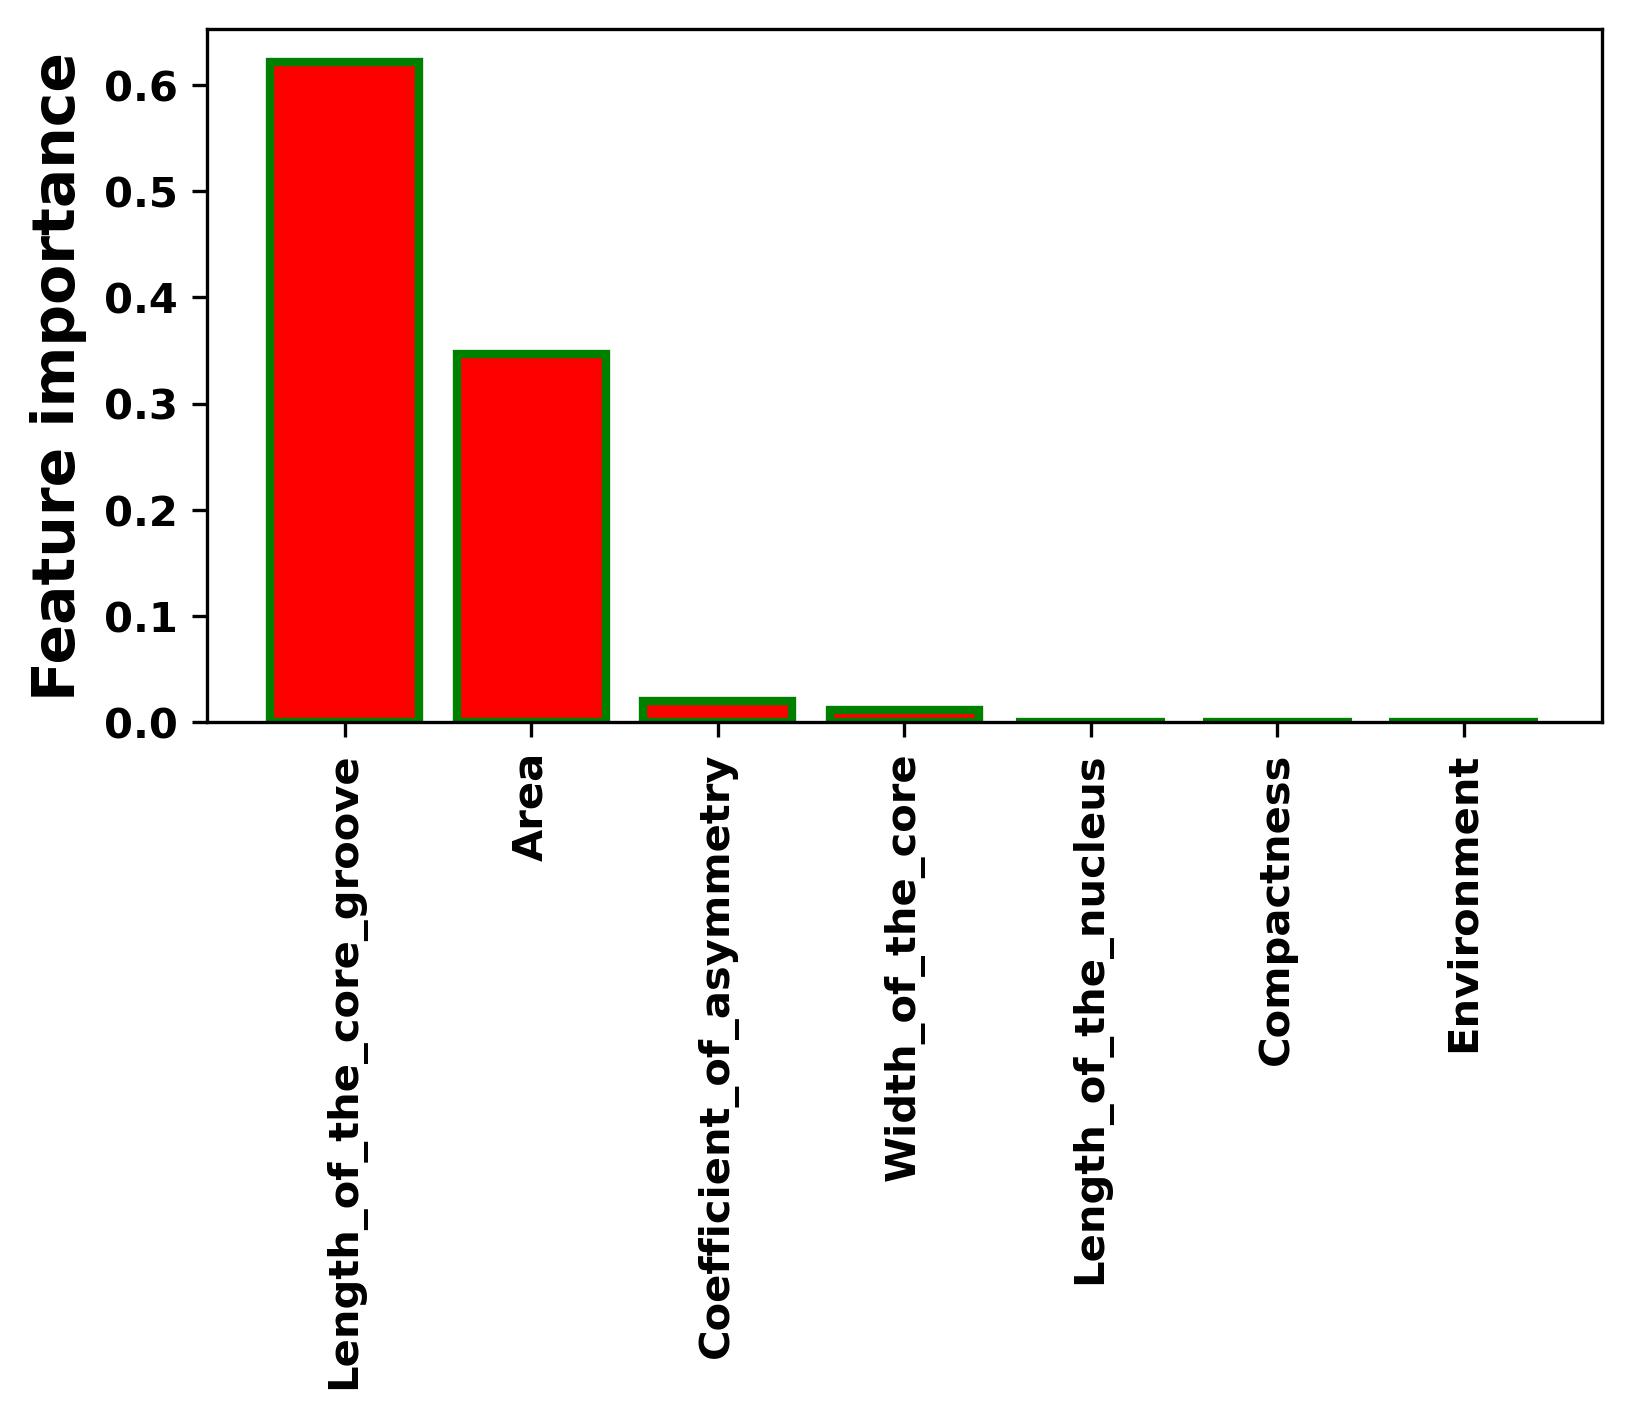 Feature importance
0.6
0.5
0.4
0.3
0.2
0.1
0.0
Length_of_the_core_groove
Area
Coefficient_of_asymmetry
Width_of_the_core
Length_of_the_nucleus
Compactness
Environment